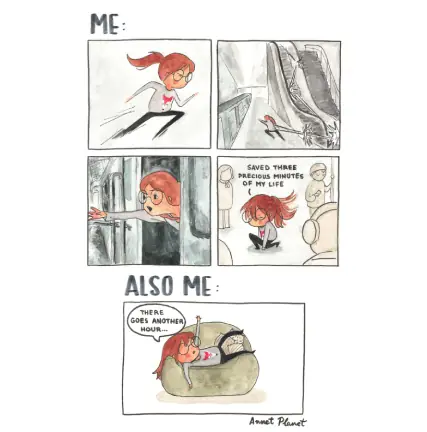 ME:
SAVED THREE
PRECIOUS MINUTES
OF MY LIFE
ALSO ME:
THERE
GOES ANOTHER
HOUR...
Annet Planet